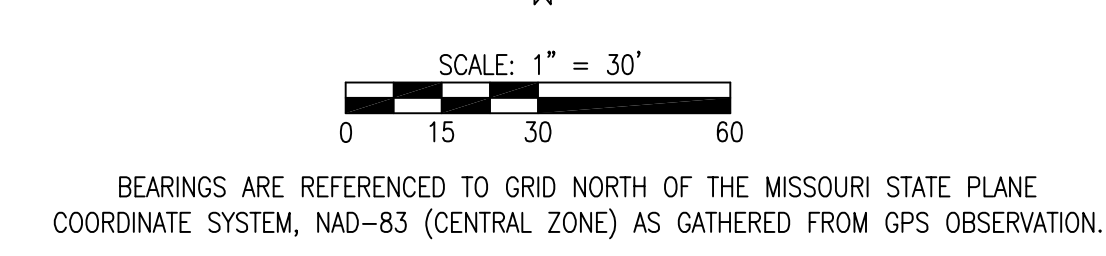 SCALE: 1" = 30'
0 15 30 60
BEARINGS ARE REFERENCED TO GRID NORTH OF THE MISSOURI STATE PLANE
COORDINATE SYSTEM, NAD-83 (CENTRAL ZONE) AS GATHERED FROM GPS OBSERVATION.